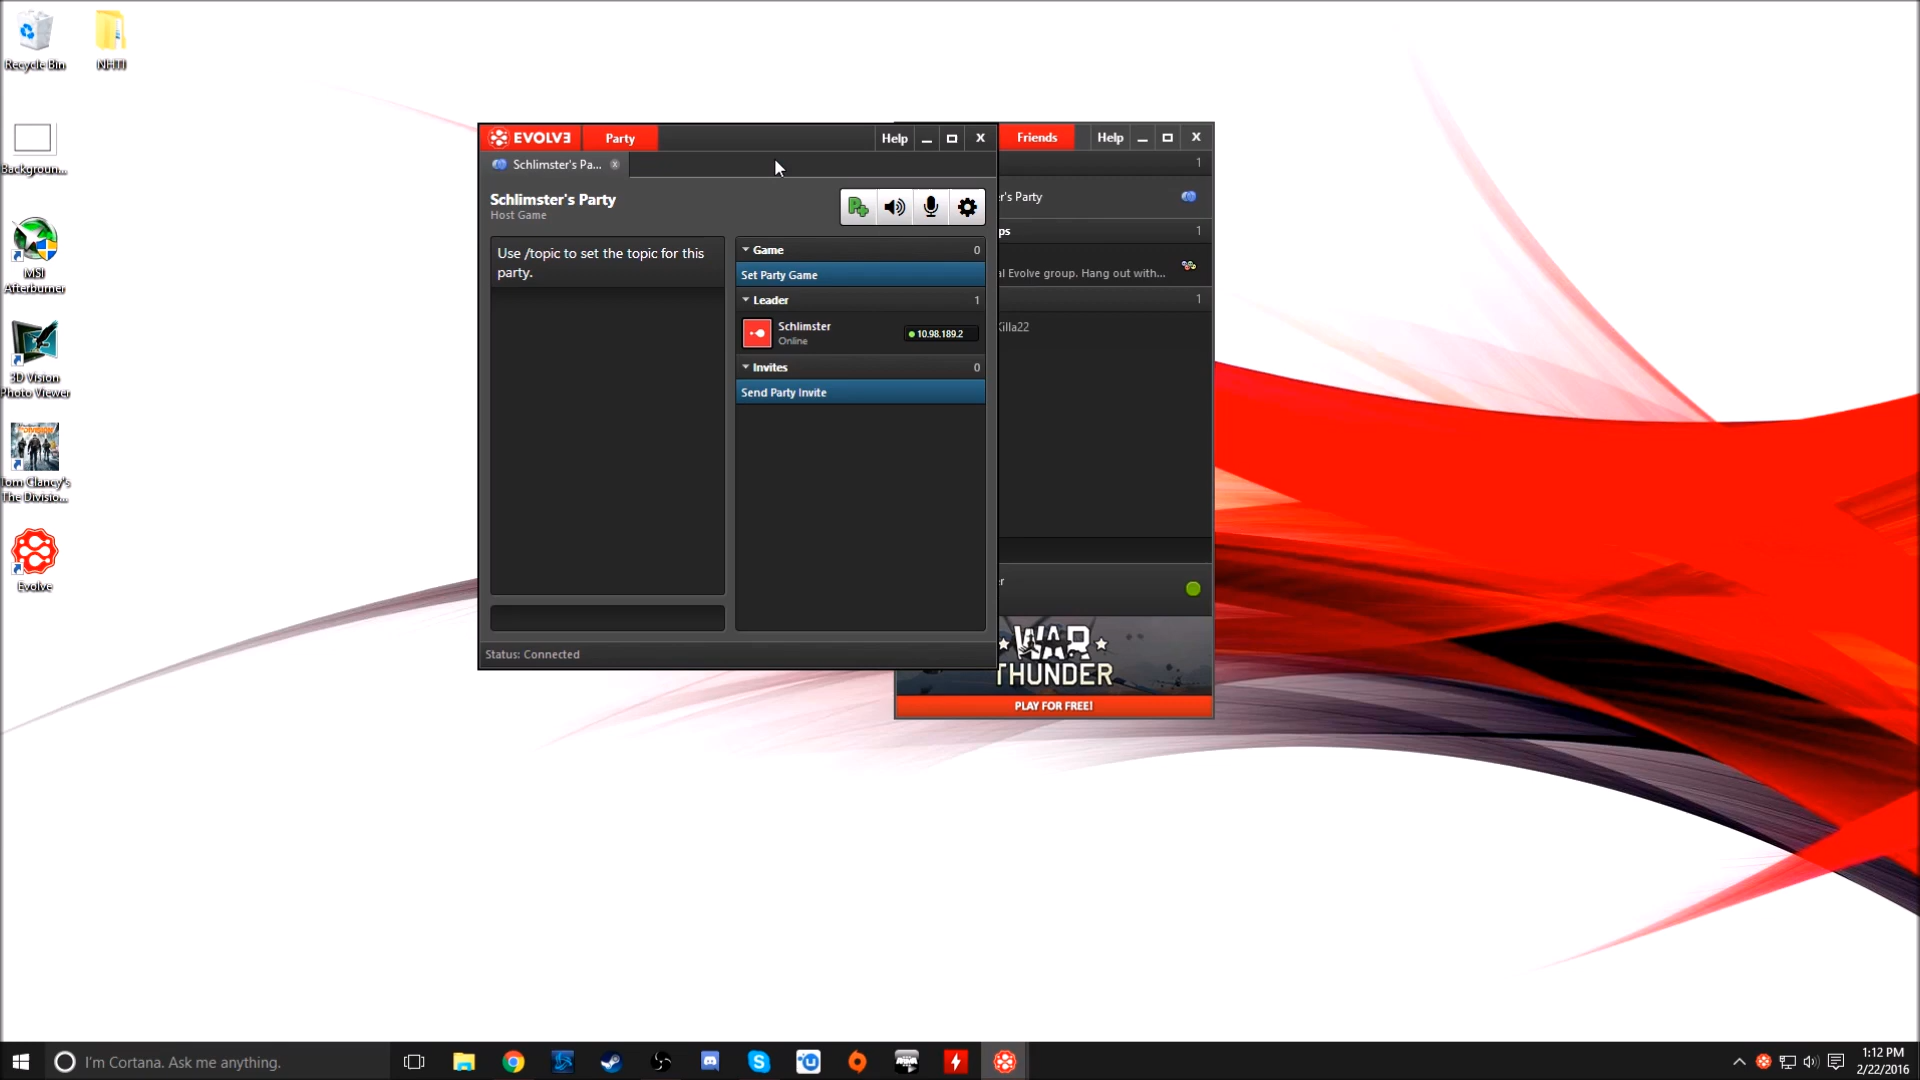 Recycle Bin
NHTI
Backgroun...
MSI
Afterburner
3D Vision
Photo Viewer
Tom Clancy's
The Divisio...
Evolve
EVOLVE
Party
Help
X
Schlimster's Pa...
Schlimster's Party
Host Game
Use /topic to set the topic for this
party.
Game 0
Set Party Game
Leader 1
Schlimster
Online
10.98.189.2
Invites 0
Send Party Invite
Status: Connected
Friends
Help
X
1
r's Party
ps 1
al Evolve group. Hang out with...
1
Killa22
er
WAR
THUNDER
PLAY FOR FREE!
I'm Cortana. Ask me anything.
1:12 PM
2/22/2016